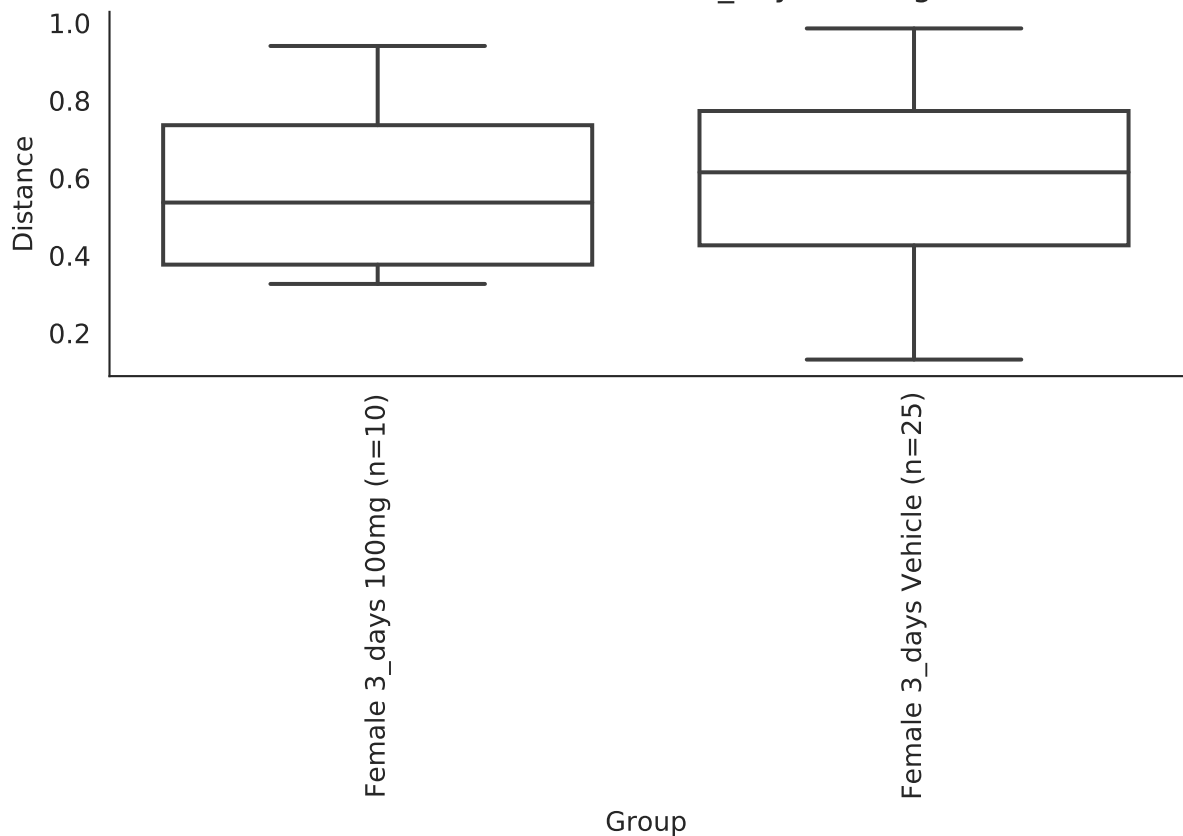 1.0
0.8
0.6
0.4
0.2
Distance
Female 3_days 100mg (n=10)
Female 3_days Vehicle (n=25)
Group